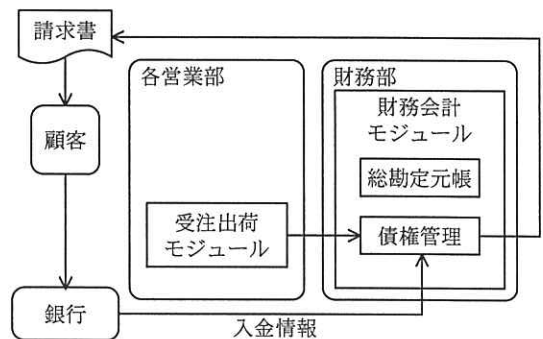 請求書
各営業部
財務部
財務会計
モジュール
顧客
総勘定元帳
受注出荷
モジュール
債権管理
銀行
入金情報